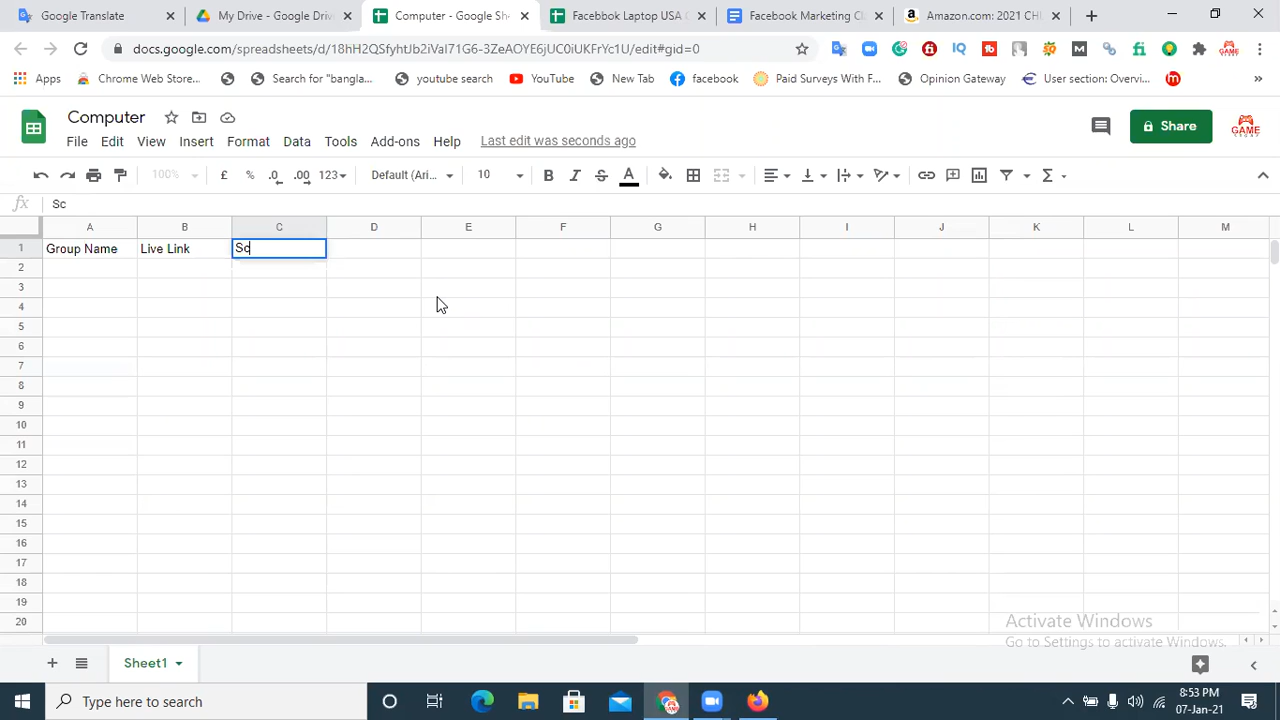 Google Translate
My Drive - Google Driv
Computer - Google Sh
Facebbok Laptop USA C
Facebook Marketing Cl
Amazon.com: 2021 CHU
docs.google.com/spreadsheets/d/18hH2QSfyhtJb2iVal71G6-3ZeAOYE6jUC0iUKFrYc1U/edit#gid=0
Apps
Chrome Web Store...
Search for "bangla...
youtube search
YouTube
New Tab
facebook
Paid Surveys With F...
Opinion Gateway
User section: Overvi...
Computer
File Edit View Insert Format Data Tools Add-ons Help Last edit was seconds ago
Share
100% £ % .0 .00 123 Default (Ari... 10 B I S A
fx Sc
A B C D E F G H I J K L M
1 Group Name Live Link Sc
2
3
4
5
6
7
8
9
10
11
12
13
14
15
16
17
18
19
20
Activate Windows
Go to Settings to activate Windows.
Sheet1
Type here to search
8:53 PM
07-Jan-21